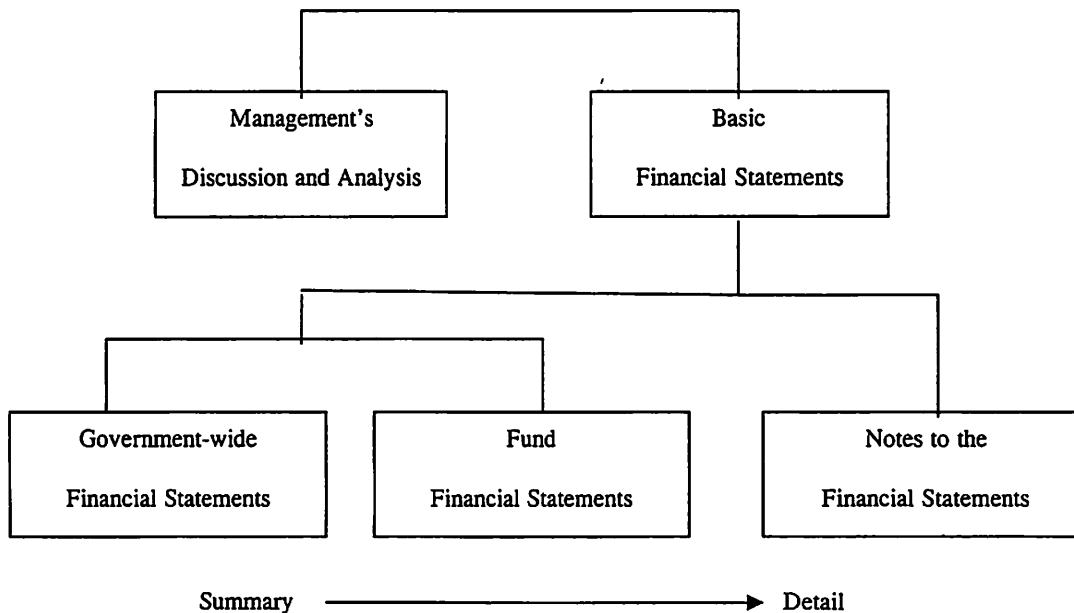 Management's
Discussion and Analysis
Basic
Financial Statements
Government-wide
Financial Statements
Fund
Financial Statements
Notes to the
Financial Statements
Summary
Detail